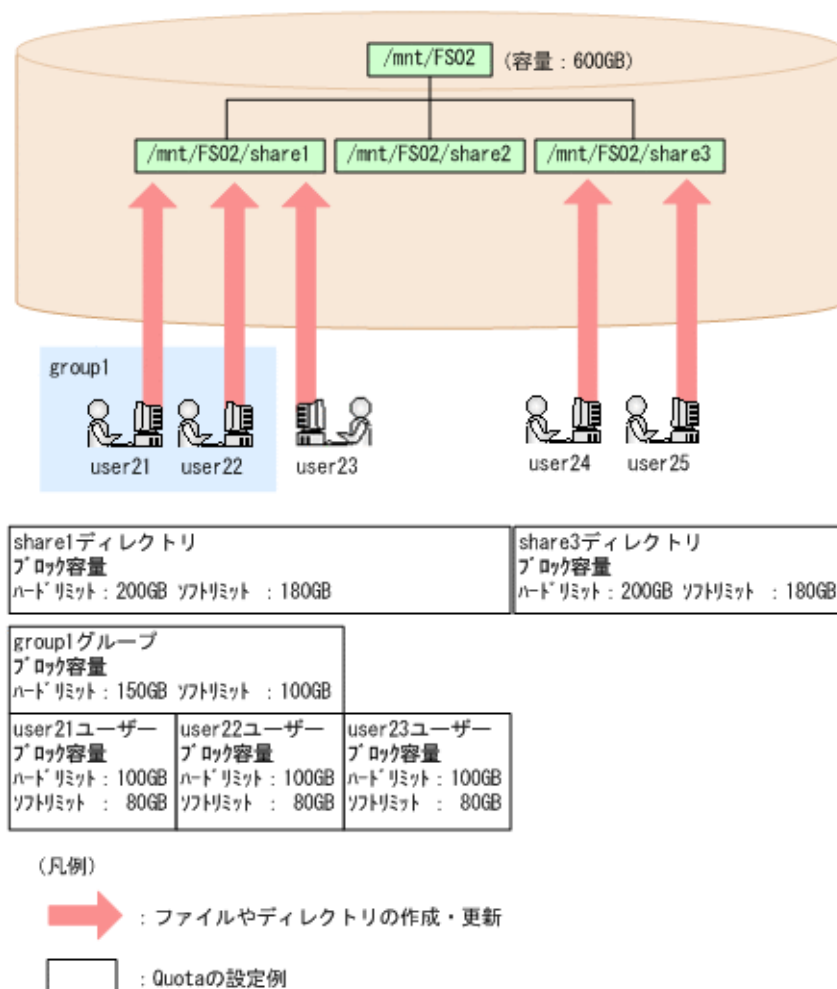 /mnt/FS02 (容量：600GB)
/mnt/FS02/share1 /mnt/FS02/share2 /mnt/FS02/share3
group1
user21 user22 user23 user24 user25
share1ディレクトリ
ﾌﾞﾛｯｸ容量
ﾊｰﾄﾞﾘﾐｯﾄ：200GB ｿﾌﾄﾘﾐｯﾄ ：180GB
share3ディレクトリ
ﾌﾞﾛｯｸ容量
ﾊｰﾄﾞﾘﾐｯﾄ：200GB ｿﾌﾄﾘﾐｯﾄ ：180GB
group1グループ
ﾌﾞﾛｯｸ容量
ﾊｰﾄﾞﾘﾐｯﾄ：150GB ｿﾌﾄﾘﾐｯﾄ ：100GB
user21ユーザー
ﾌﾞﾛｯｸ容量
ﾊｰﾄﾞﾘﾐｯﾄ：100GB
ｿﾌﾄﾘﾐｯﾄ ： 80GB
user22ユーザー
ﾌﾞﾛｯｸ容量
ﾊｰﾄﾞﾘﾐｯﾄ：100GB
ｿﾌﾄﾘﾐｯﾄ ： 80GB
user23ユーザー
ﾌﾞﾛｯｸ容量
ﾊｰﾄﾞﾘﾐｯﾄ：100GB
ｿﾌﾄﾘﾐｯﾄ ： 80GB
(凡例)
：ファイルやディレクトリの作成・更新
：Quotaの設定例